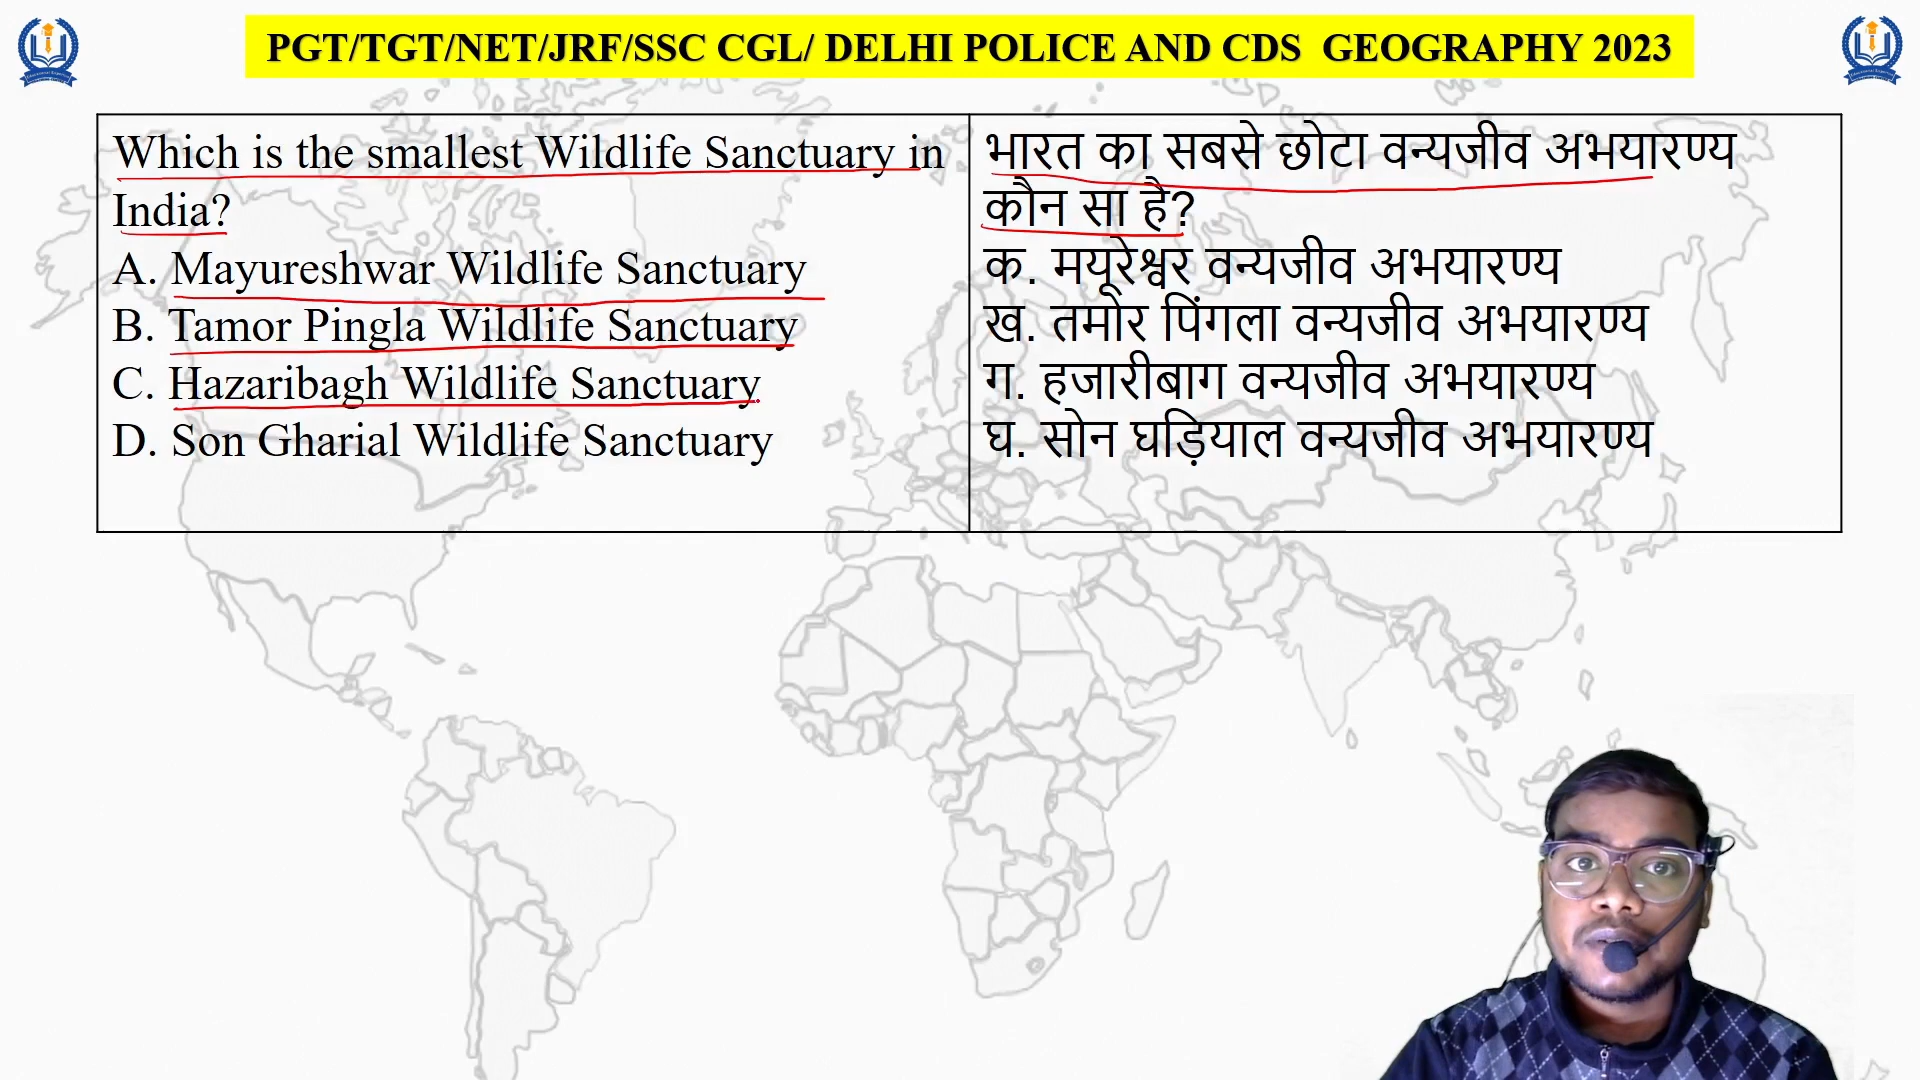 PGT/TGT/NET/JRF/SSC CGL/ DELHI POLICE AND CDS GEOGRAPHY 2023
Which is the smallest Wildlife Sanctuary in
India?
A. Mayureshwar Wildlife Sanctuary
B. Tamor Pingla Wildlife Sanctuary
C. Hazaribagh Wildlife Sanctuary
D. Son Gharial Wildlife Sanctuary
भारत का सबसे छोटा वन्यजीव अभयारण्य
कौन सा है?
क. मयूरेश्वर वन्यजीव अभयारण्य
ख. तमोर पिंगला वन्यजीव अभयारण्य
ग. हजारीबाग वन्यजीव अभयारण्य
घ. सोन घड़ियाल वन्यजीव अभयारण्य